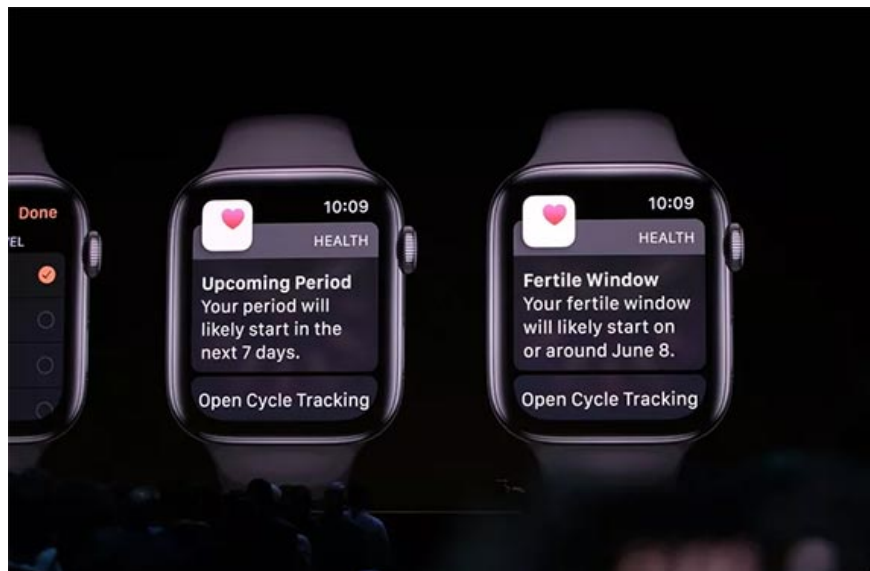 Done
EL
10:09
HEALTH
Upcoming Period
Your period will
likely start in the
next 7 days.
Open Cycle Tracking
10:09
HEALTH
Fertile Window
Your fertile window
will likely start on
or around June 8.
Open Cycle Tracking